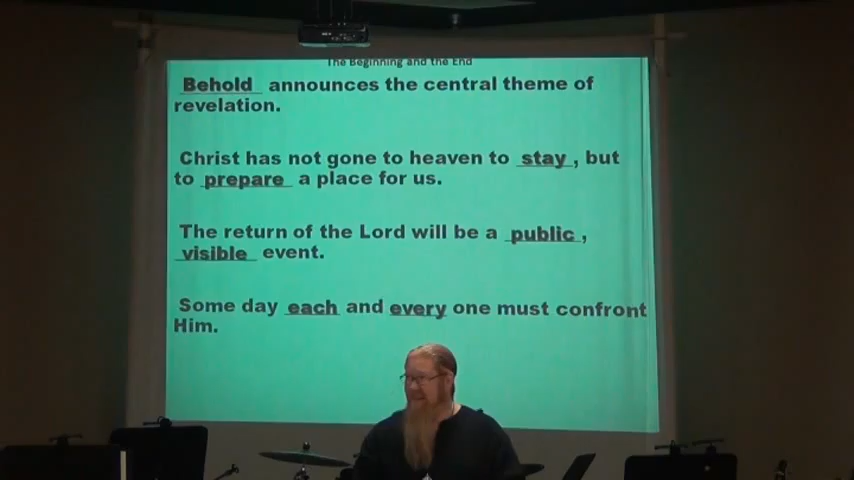 The Beginning and the End
Behold announces the central theme of
revelation.
Christ has not gone to heaven to stay, but
to prepare a place for us.
The return of the Lord will be a public,
visible event.
Some day each and every one must confront
Him.